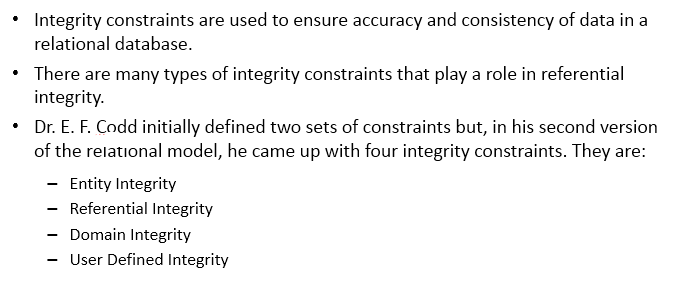 • Integrity constraints are used to ensure accuracy and consistency of data in a
relational database.
• There are many types of integrity constraints that play a role in referential
integrity.
• Dr. E. F. Codd initially defined two sets of constraints but, in his second version
of the relational model, he came up with four integrity constraints. They are:
– Entity Integrity
– Referential Integrity
– Domain Integrity
– User Defined Integrity